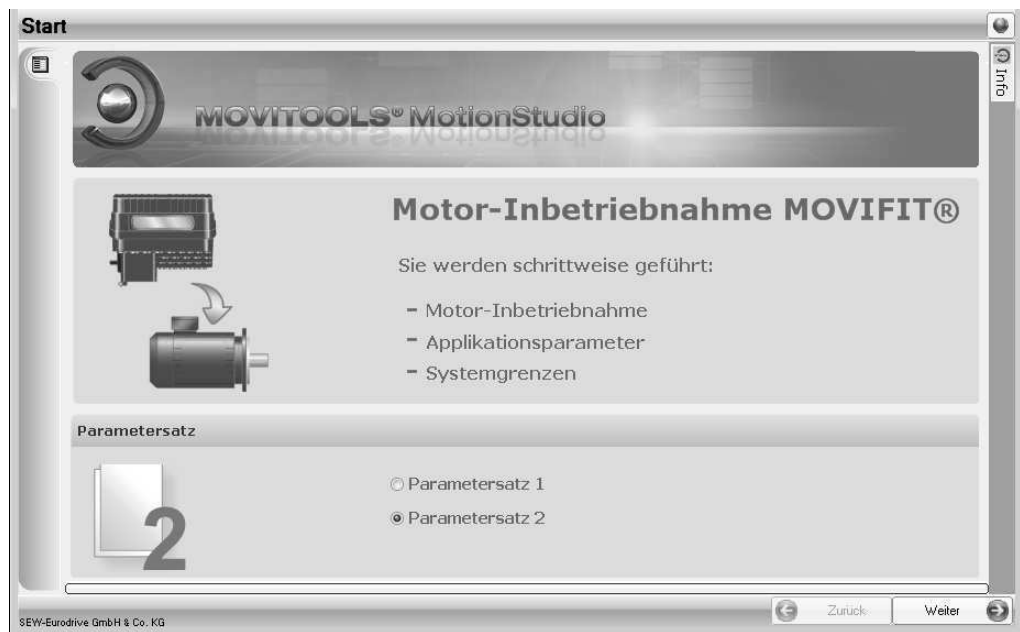 Start
Info
MOVITOOLS® MotionStudio
Motor-Inbetriebnahme MOVIFIT®
Sie werden schrittweise geführt:
- Motor-Inbetriebnahme
- Applikationsparameter
- Systemgrenzen
Parametersatz
2
Parametersatz 1
Parametersatz 2
Zurück
Weiter
SEW-Eurodrive GmbH & Co. KG